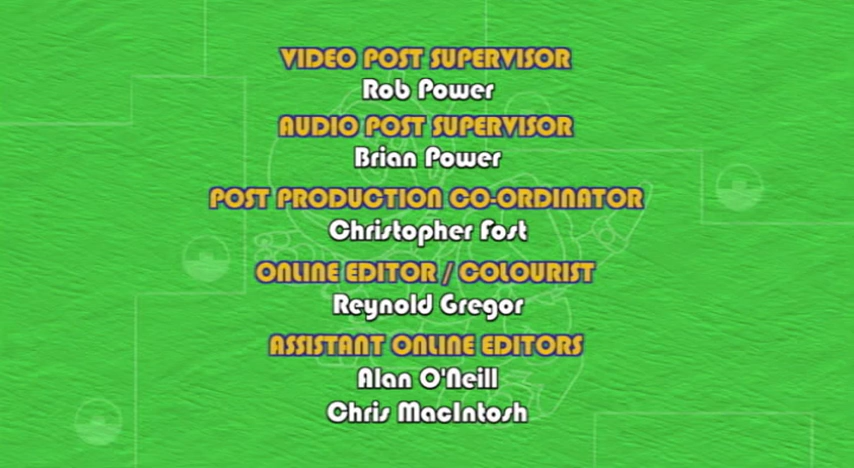 VIDEO POST SUPERVISOR
Rob Power
AUDIO POST SUPERVISOR
Brian Power
POST PRODUCTION CO-ORDINATOR
Christopher Fost
ONLINE EDITOR / COLOURIST
Reynold Gregor
ASSISTANT ONLINE EDITORS
Alan O'Neill
Chris MacIntosh